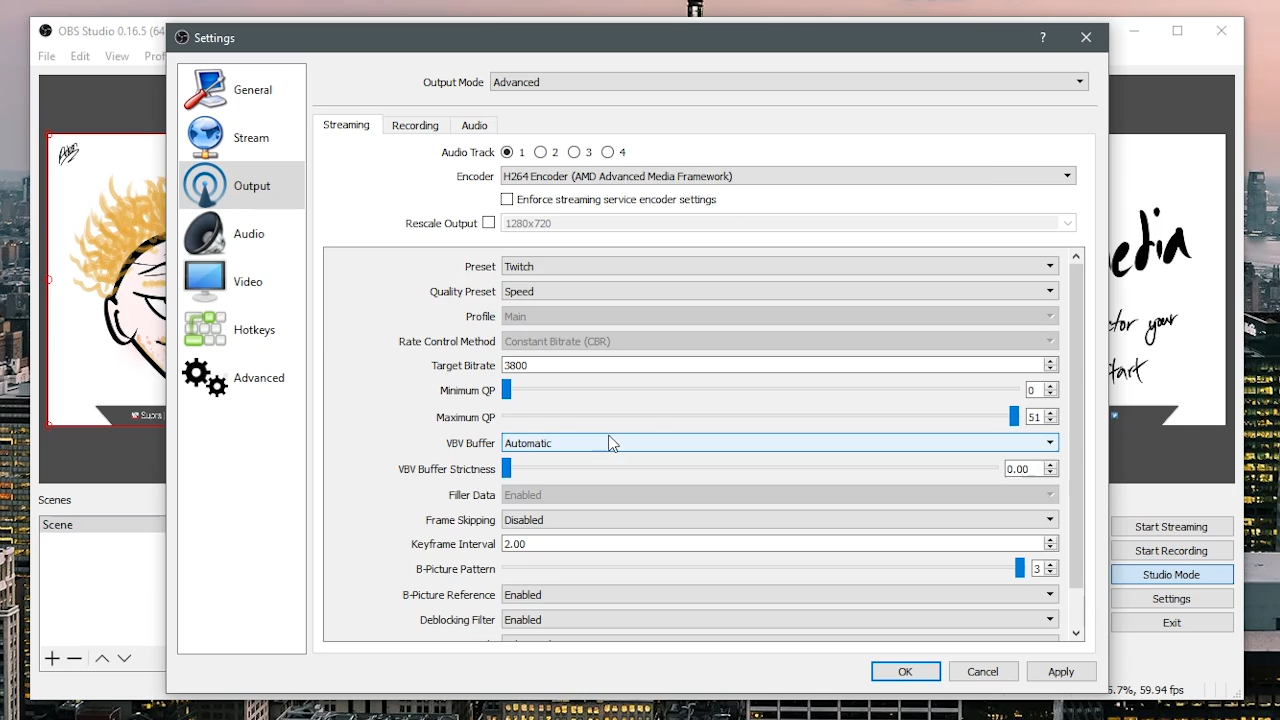 OBS Studio 0.16.5 (64
Settings
?
File Edit View Prof
General
Stream
Output
Audio
Video
Hotkeys
Advanced
Output Mode Advanced
Streaming Recording Audio
Audio Track 1 2 3 4
Encoder H264 Encoder (AMD Advanced Media Framework)
Enforce streaming service encoder settings
Rescale Output 1280x720
Preset Twitch
Quality Preset Speed
Profile Main
Rate Control Method Constant Bitrate (CBR)
Target Bitrate 3800
Minimum QP 0
Maximum QP 51
VBV Buffer Automatic
VBV Buffer Strictness 0.00
Filler Data Enabled
Frame Skipping Disabled
Keyframe Interval 2.00
B-Picture Pattern 3
B-Picture Reference Enabled
Deblocking Filter Enabled
OK Cancel Apply
Supra
edia
for your
tart
Scenes
Scene
Start Streaming
Start Recording
Studio Mode
Settings
Exit
6.7%, 59.94 fps